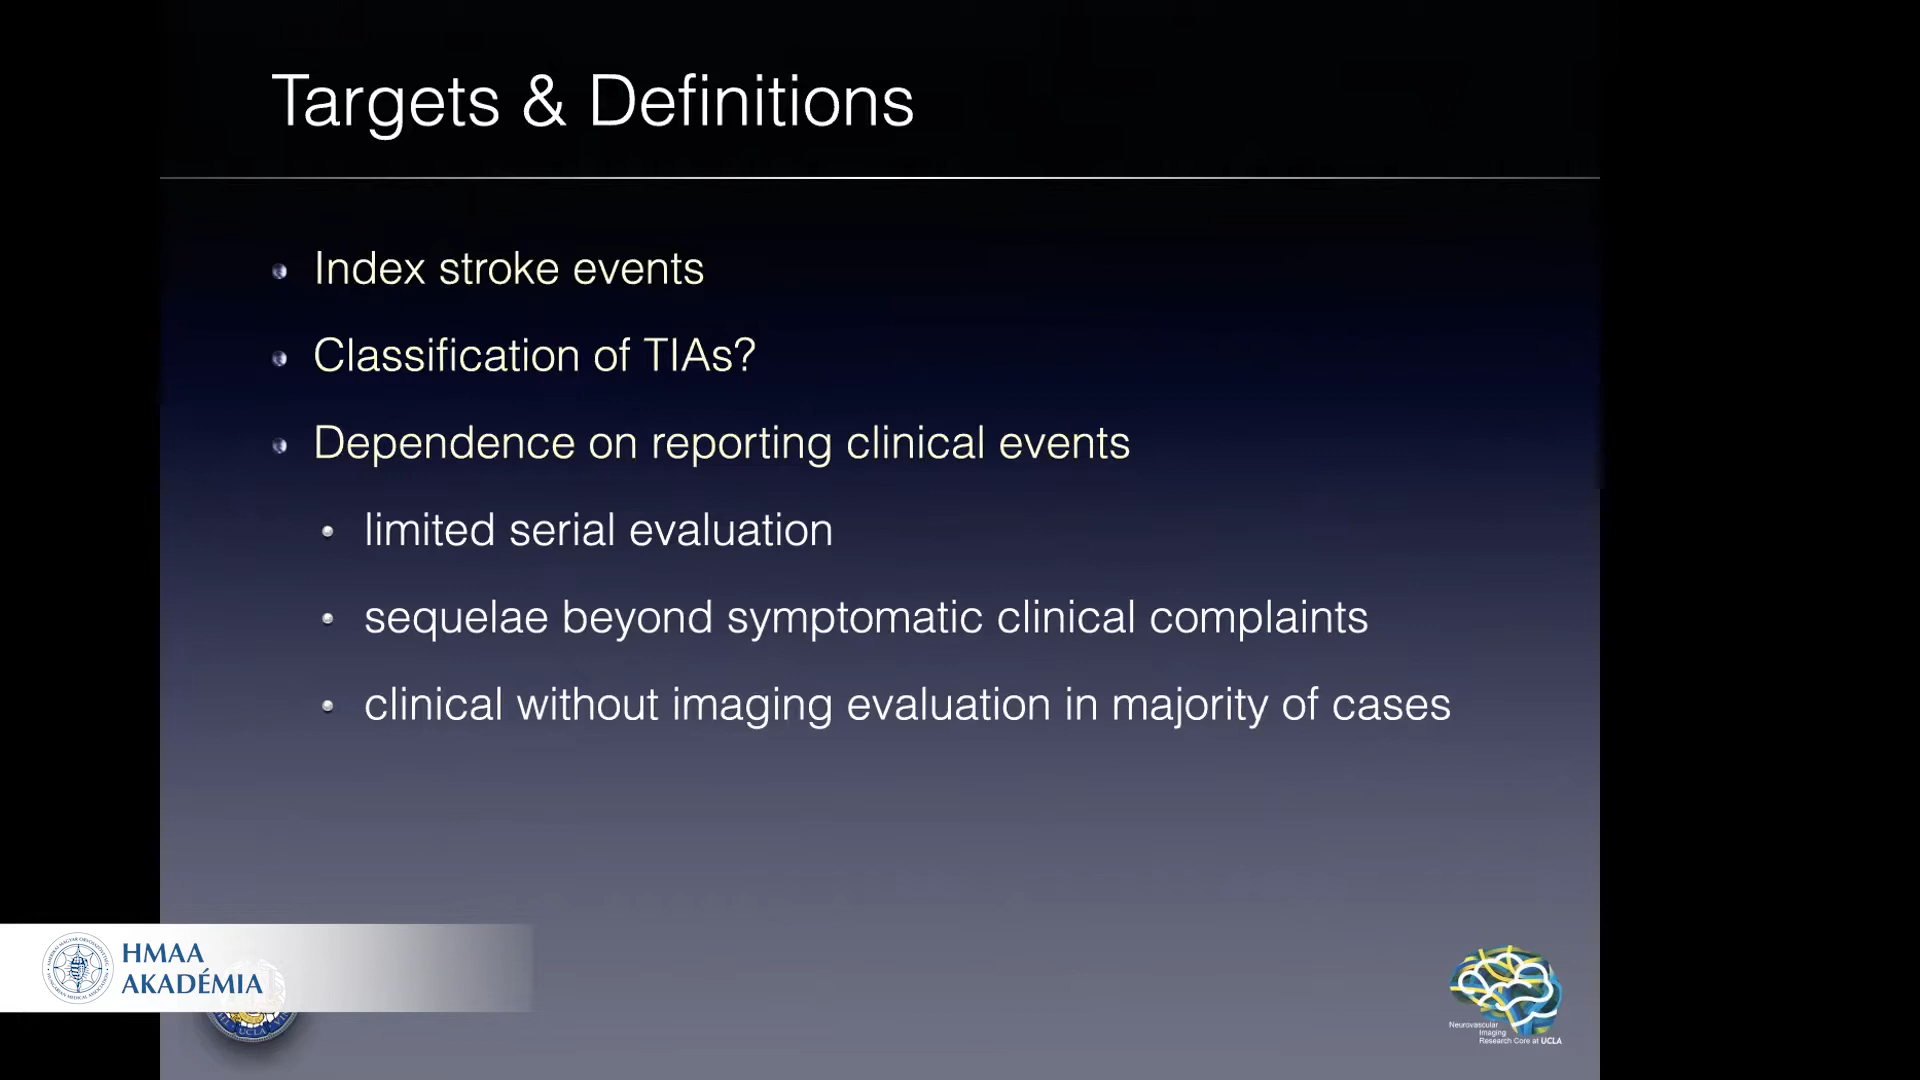 Targets & Definitions
Index stroke events
Classification of TIAs?
Dependence on reporting clinical events
limited serial evaluation
sequelae beyond symptomatic clinical complaints
clinical without imaging evaluation in majority of cases
HMAA
AKADÉMIA
UCLA
Neurovascular
Imaging
Research Core at UCLA